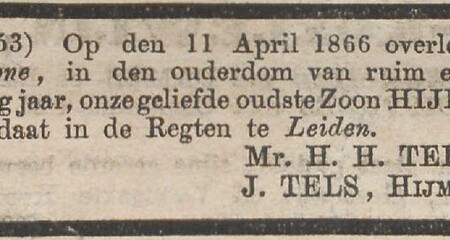 53) Op den 11 April 1866 overle
me, in den ouderdom van ruim e
g jaar, onze geliefde oudste Zoon HIJ
daat in de Regten te Leiden.
Mr. H. H. TE
J. TELS, HIJM